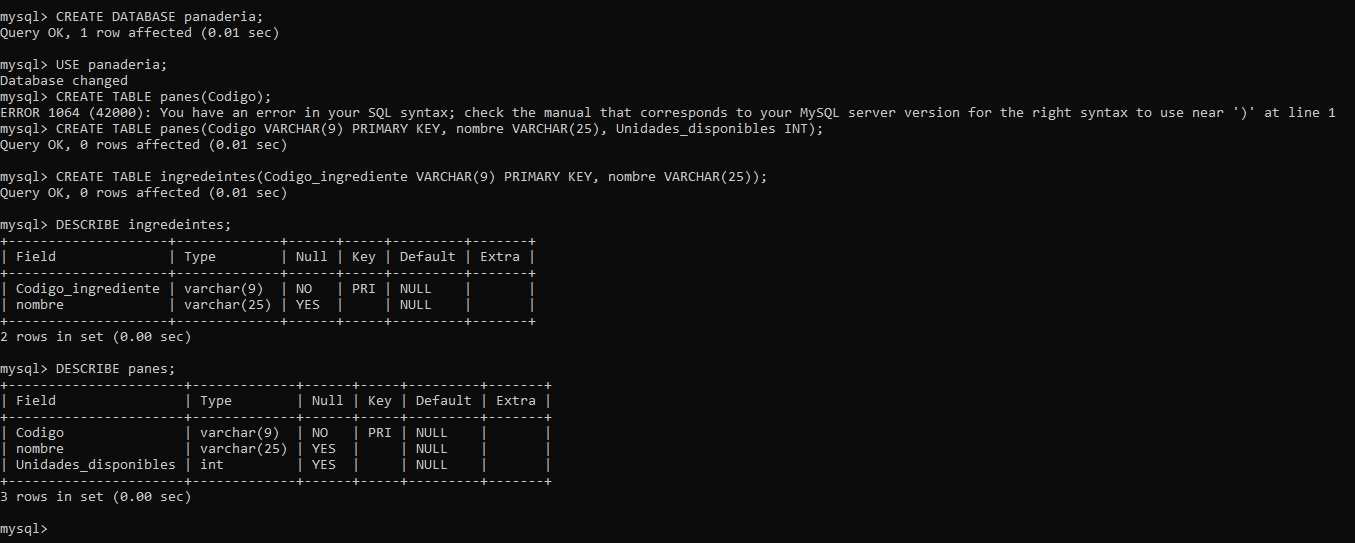 mysql> CREATE DATABASE panaderia;
Query OK, 1 row affected (0.01 sec)

mysql> USE panaderia;
Database changed
mysql> CREATE TABLE panes(Codigo);
ERROR 1064 (42000): You have an error in your SQL syntax; check the manual that corresponds to your MySQL server version for the right syntax to use near ')' at line 1
mysql> CREATE TABLE panes(Codigo VARCHAR(9) PRIMARY KEY, nombre VARCHAR(25), Unidades_disponibles INT);
Query OK, 0 rows affected (0.01 sec)

mysql> CREATE TABLE ingredeintes(Codigo_ingrediente VARCHAR(9) PRIMARY KEY, nombre VARCHAR(25));
Query OK, 0 rows affected (0.01 sec)

mysql> DESCRIBE ingredeintes;
+--------------------+-------------+------+-----+---------+-------+
| Field              | Type        | Null | Key | Default | Extra |
+--------------------+-------------+------+-----+---------+-------+
| Codigo_ingrediente | varchar(9)  | NO   | PRI | NULL    |       |
| nombre             | varchar(25) | YES  |     | NULL    |       |
+--------------------+-------------+------+-----+---------+-------+
2 rows in set (0.00 sec)

mysql> DESCRIBE panes;
+----------------------+-------------+------+-----+---------+-------+
| Field                | Type        | Null | Key | Default | Extra |
+----------------------+-------------+------+-----+---------+-------+
| Codigo               | varchar(9)  | NO   | PRI | NULL    |       |
| nombre               | varchar(25) | YES  |     | NULL    |       |
| Unidades_disponibles | int         | YES  |     | NULL    |       |
+----------------------+-------------+------+-----+---------+-------+
3 rows in set (0.00 sec)

mysql>